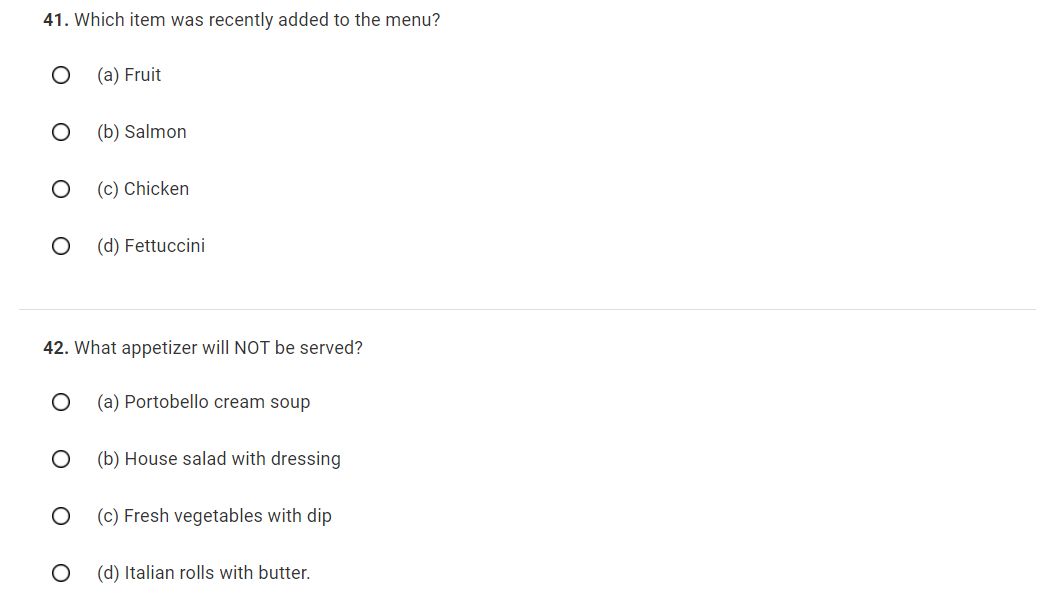 41. Which item was recently added to the menu?
(a) Fruit
(b) Salmon
(c) Chicken
(d) Fettuccini
42. What appetizer will NOT be served?
(a) Portobello cream soup
(b) House salad with dressing
(c) Fresh vegetables with dip
(d) Italian rolls with butter.